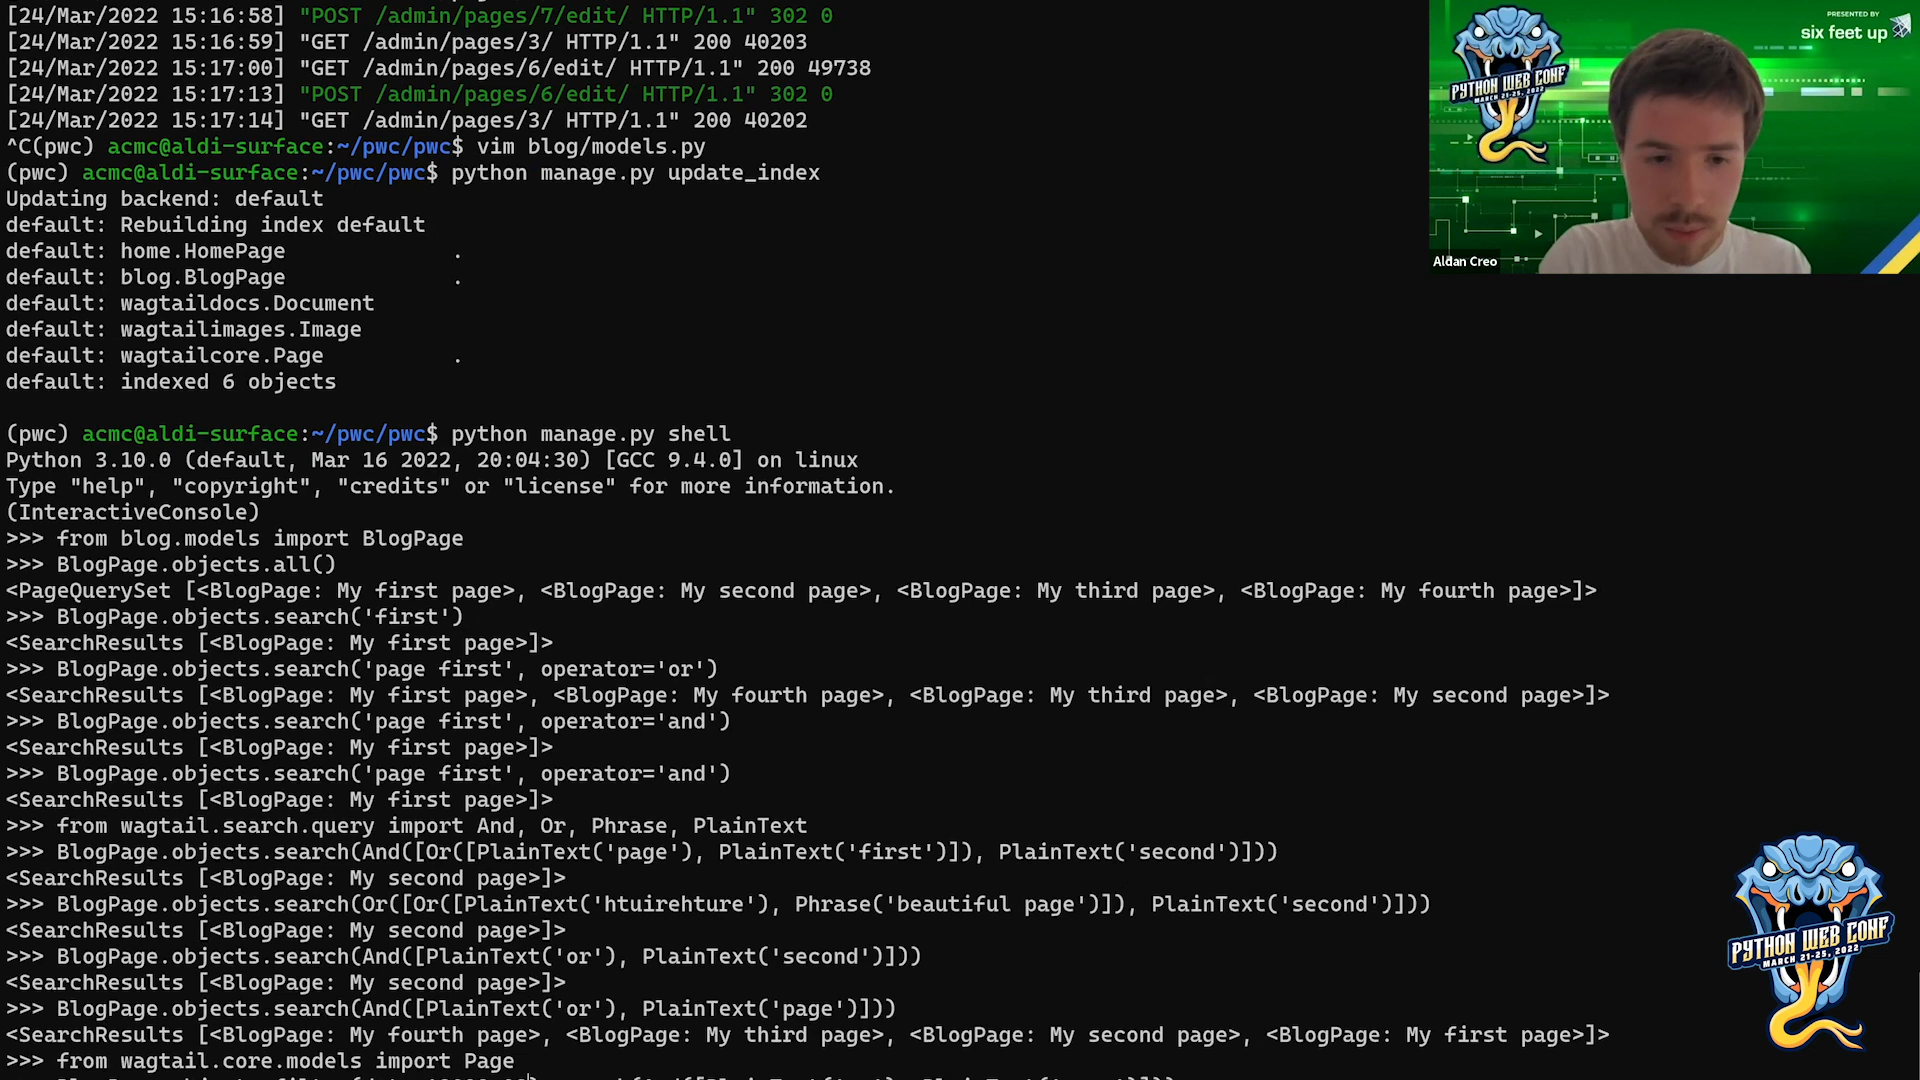 [24/Mar/2022 15:16:58] "POST /admin/pages/7/edit/ HTTP/1.1" 302 0
[24/Mar/2022 15:16:59] "GET /admin/pages/3/ HTTP/1.1" 200 40203
[24/Mar/2022 15:17:00] "GET /admin/pages/6/edit/ HTTP/1.1" 200 49738
[24/Mar/2022 15:17:13] "POST /admin/pages/6/edit/ HTTP/1.1" 302 0
[24/Mar/2022 15:17:14] "GET /admin/pages/3/ HTTP/1.1" 200 40202
^C(pwc) acmc@aldi-surface:~/pwc/pwc$ vim blog/models.py
(pwc) acmc@aldi-surface:~/pwc/pwc$ python manage.py update_index
Updating backend: default
default: Rebuilding index default
default: home.HomePage .
default: blog.BlogPage .
default: wagtaildocs.Document
default: wagtailimages.Image
default: wagtailcore.Page .
default: indexed 6 objects
(pwc) acmc@aldi-surface:~/pwc/pwc$ python manage.py shell
Python 3.10.0 (default, Mar 16 2022, 20:04:30) [GCC 9.4.0] on linux
Type "help", "copyright", "credits" or "license" for more information.
(InteractiveConsole)
>>> from blog.models import BlogPage
>>> BlogPage.objects.all()
<PageQuerySet [<BlogPage: My first page>, <BlogPage: My second page>, <BlogPage: My third page>, <BlogPage: My fourth page>]>
>>> BlogPage.objects.search('first')
<SearchResults [<BlogPage: My first page>]>
>>> BlogPage.objects.search('page first', operator='or')
<SearchResults [<BlogPage: My first page>, <BlogPage: My fourth page>, <BlogPage: My third page>, <BlogPage: My second page>]>
>>> BlogPage.objects.search('page first', operator='and')
<SearchResults [<BlogPage: My first page>]>
>>> BlogPage.objects.search('page first', operator='and')
<SearchResults [<BlogPage: My first page>]>
>>> from wagtail.search.query import And, Or, Phrase, PlainText
>>> BlogPage.objects.search(And([Or([PlainText('page'), PlainText('first')]), PlainText('second')]))
<SearchResults [<BlogPage: My second page>]>
>>> BlogPage.objects.search(Or([Or([PlainText('htuirehture'), Phrase('beautiful page')]), PlainText('second')]))
<SearchResults [<BlogPage: My second page>]>
>>> BlogPage.objects.search(And([PlainText('or'), PlainText('second')]))
<SearchResults [<BlogPage: My second page>]>
>>> BlogPage.objects.search(And([PlainText('or'), PlainText('page')]))
<SearchResults [<BlogPage: My fourth page>, <BlogPage: My third page>, <BlogPage: My second page>, <BlogPage: My first page>]>
>>> from wagtail.core.models import Page
PYTHON WEB CONF
MARCH 21-25, 2022
PRESENTED BY
six feet up
Aldan Creo
PYTHON WEB CONF
MARCH 21-25, 2022